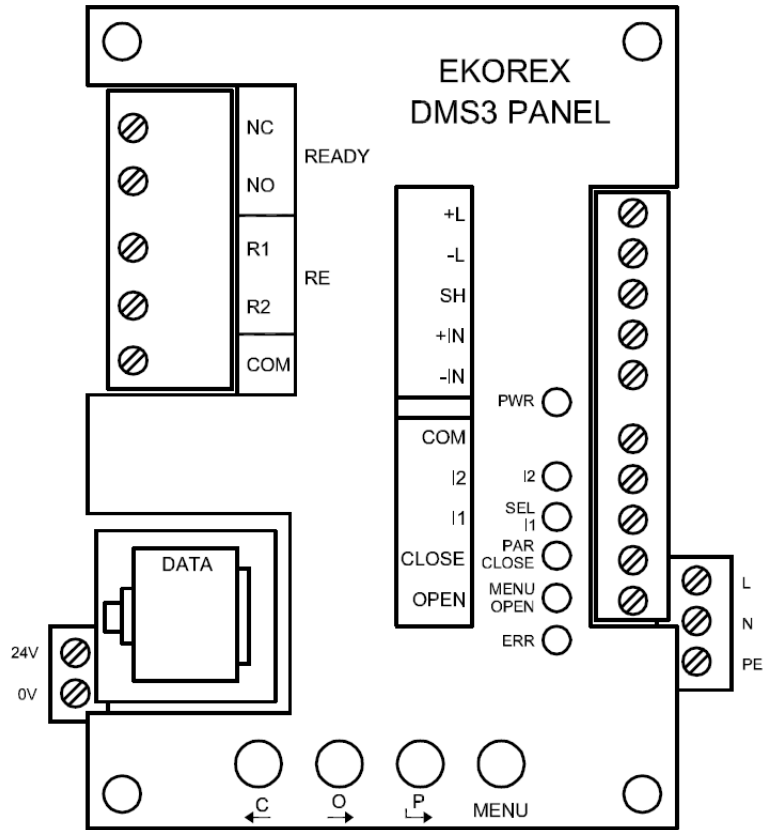 EKOREX
DMS3 PANEL
NC
READY
NO
R1
RE
R2
COM
+L
-L
SH
+IN
-IN
PWR
COM
I2
I2
I1
SEL
I1
CLOSE
PAR
CLOSE
OPEN
MENU
OPEN
ERR
DATA
24V
0V
L
N
PE
C
O
P
MENU